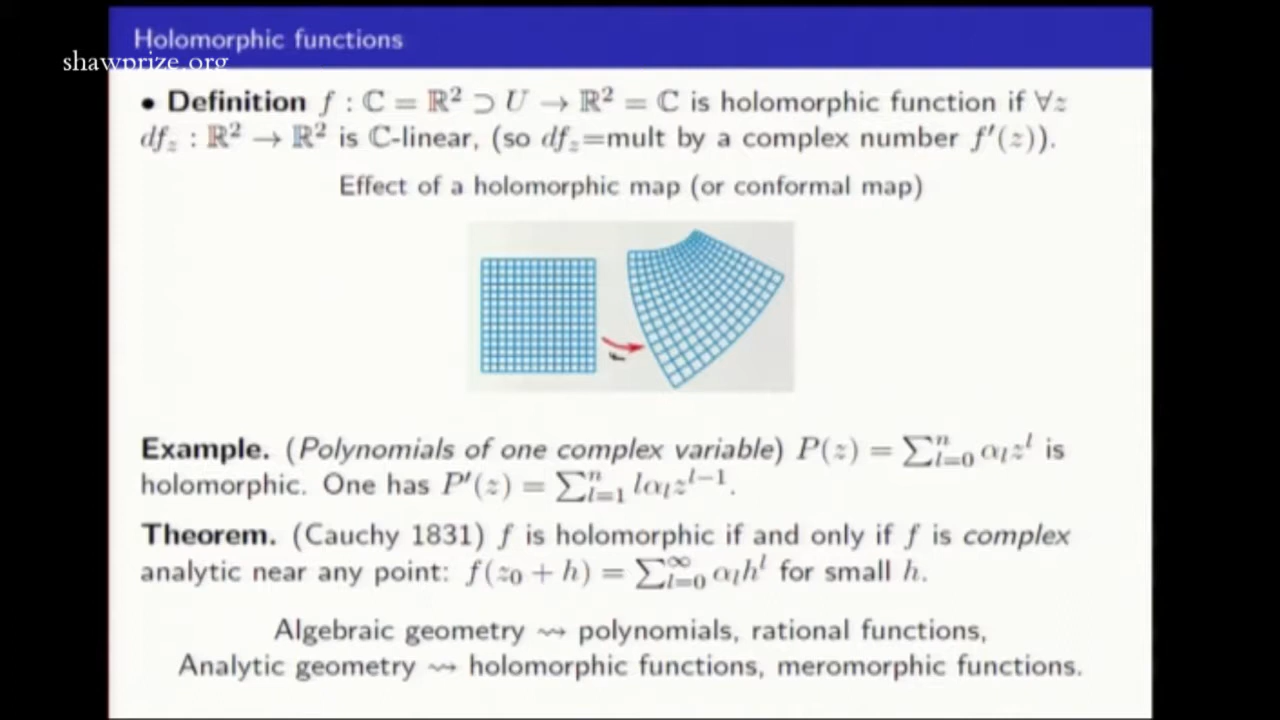 Holomorphic functions
shawprize.org
• Definition f : ℂ = ℝ² ⊃ U → ℝ² = ℂ is holomorphic function if ∀z
df_z : ℝ² → ℝ² is ℂ-linear, (so df_z=mult by a complex number f′(z)).
Effect of a holomorphic map (or conformal map)
Example. (Polynomials of one complex variable) P(z) = ∑ⁿ_{l=0} α_l z^l is
holomorphic. One has P′(z) = ∑ⁿ_{l=1} lα_l z^{l−1}.
Theorem. (Cauchy 1831) f is holomorphic if and only if f is complex
analytic near any point: f(z₀ + h) = ∑^∞_{l=0} α_l h^l for small h.
Algebraic geometry ⇝ polynomials, rational functions,
Analytic geometry ⇝ holomorphic functions, meromorphic functions.